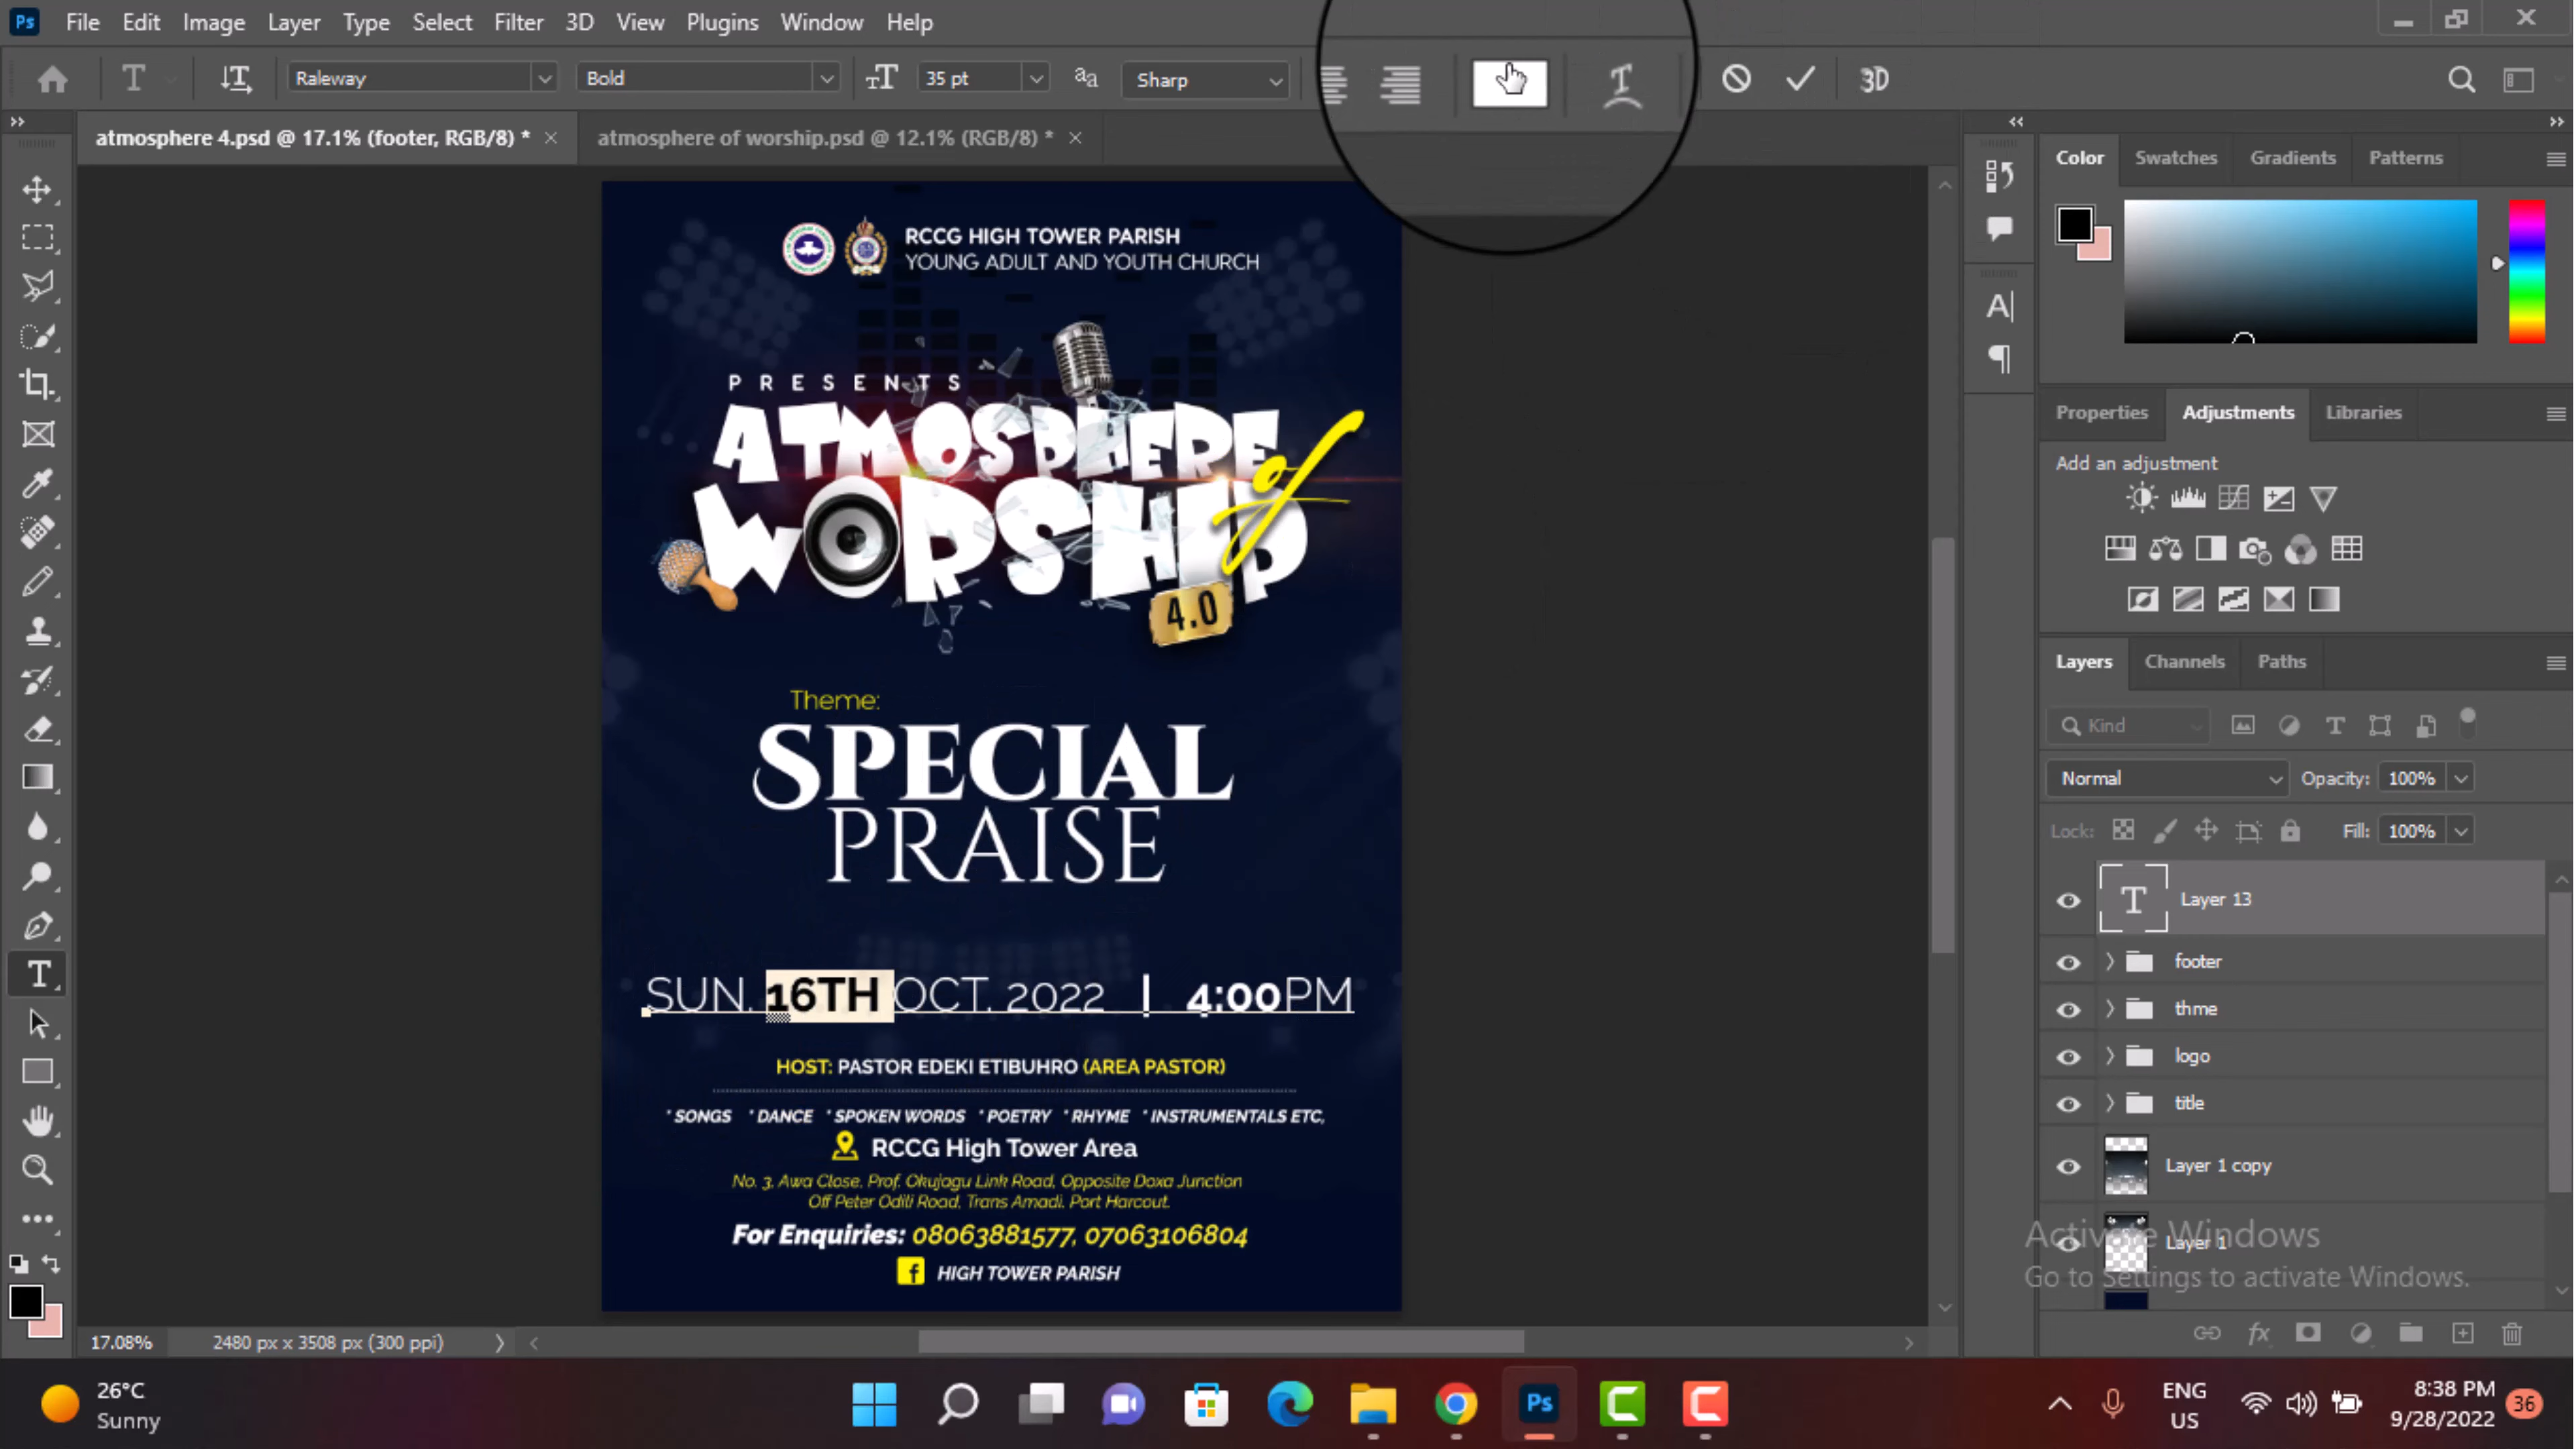 Ps File Edit Image Layer Type Select Filter 3D View Plugins Window Help
Raleway Bold 35 pt Sharp 3D
atmosphere 4.psd @ 17.1% (footer, RGB/8) * atmosphere of worship.psd @ 12.1% (RGB/8) *
RCCG HIGH TOWER PARISH
YOUNG ADULT AND YOUTH CHURCH
PRESENTS
ATMOSPHERE
of
WORSHIP
4.0
Theme:
SPECIAL
PRAISE
SUN. 16TH OCT. 2022 | 4:00PM
HOST: PASTOR EDEKI ETIBUHRO (AREA PASTOR)
* SONGS * DANCE * SPOKEN WORDS * POETRY * RHYME * INSTRUMENTALS ETC,
RCCG High Tower Area
No. 3, Awa Close, Prof. Okujagu Link Road, Opposite Doxa Junction
Off Peter Odili Road, Trans Amadi, Port Harcout.
For Enquiries: 08063881577, 07063106804
f HIGH TOWER PARISH
Color Swatches Gradients Patterns
Properties Adjustments Libraries
Add an adjustment
Layers Channels Paths
Kind
Normal Opacity: 100%
Lock: Fill: 100%
T Layer 13
footer
thme
logo
title
Layer 1 copy
Layer 1
Activate Windows
Go to Settings to activate Windows.
17.08% 2480 px x 3508 px (300 ppi)
26°C
Sunny
Ps
ENG
US
8:38 PM
9/28/2022
36